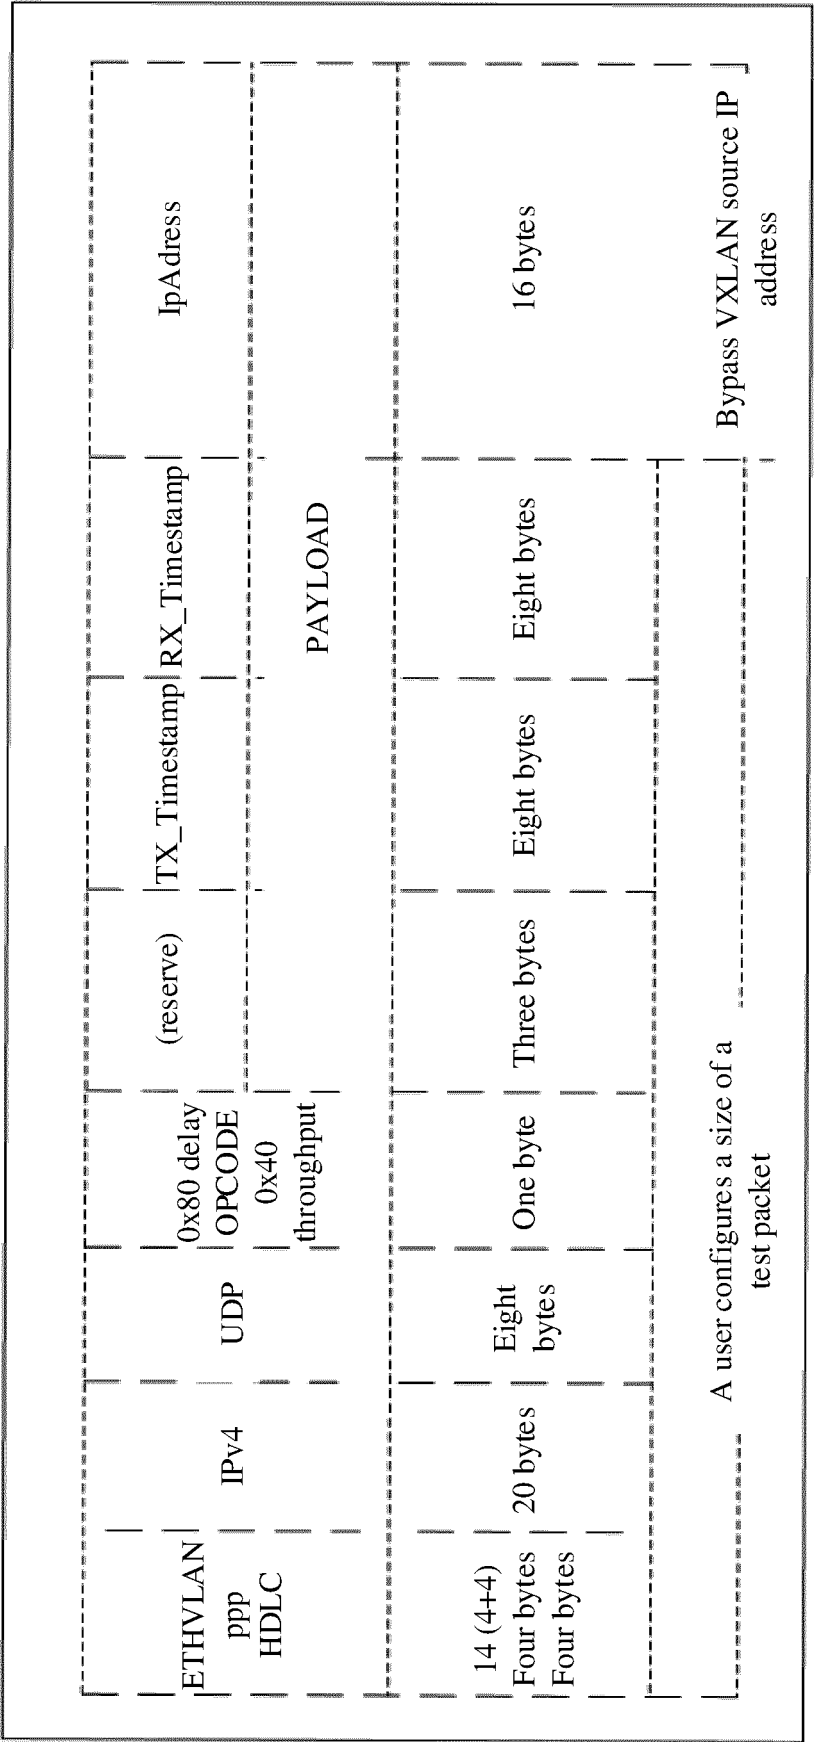 ETHVLAN
ppp
HDLC
IPv4
UDP
0x80 delay
OPCODE
0x40
throughput
(reserve)
TX_Timestamp
RX_Timestamp
IpAdress
PAYLOAD
14 (4+4)
Four bytes
Four bytes
20 bytes
Eight
bytes
One byte
Three bytes
Eight bytes
Eight bytes
16 bytes
A user configures a size of a
test packet
Bypass VXLAN source IP
address